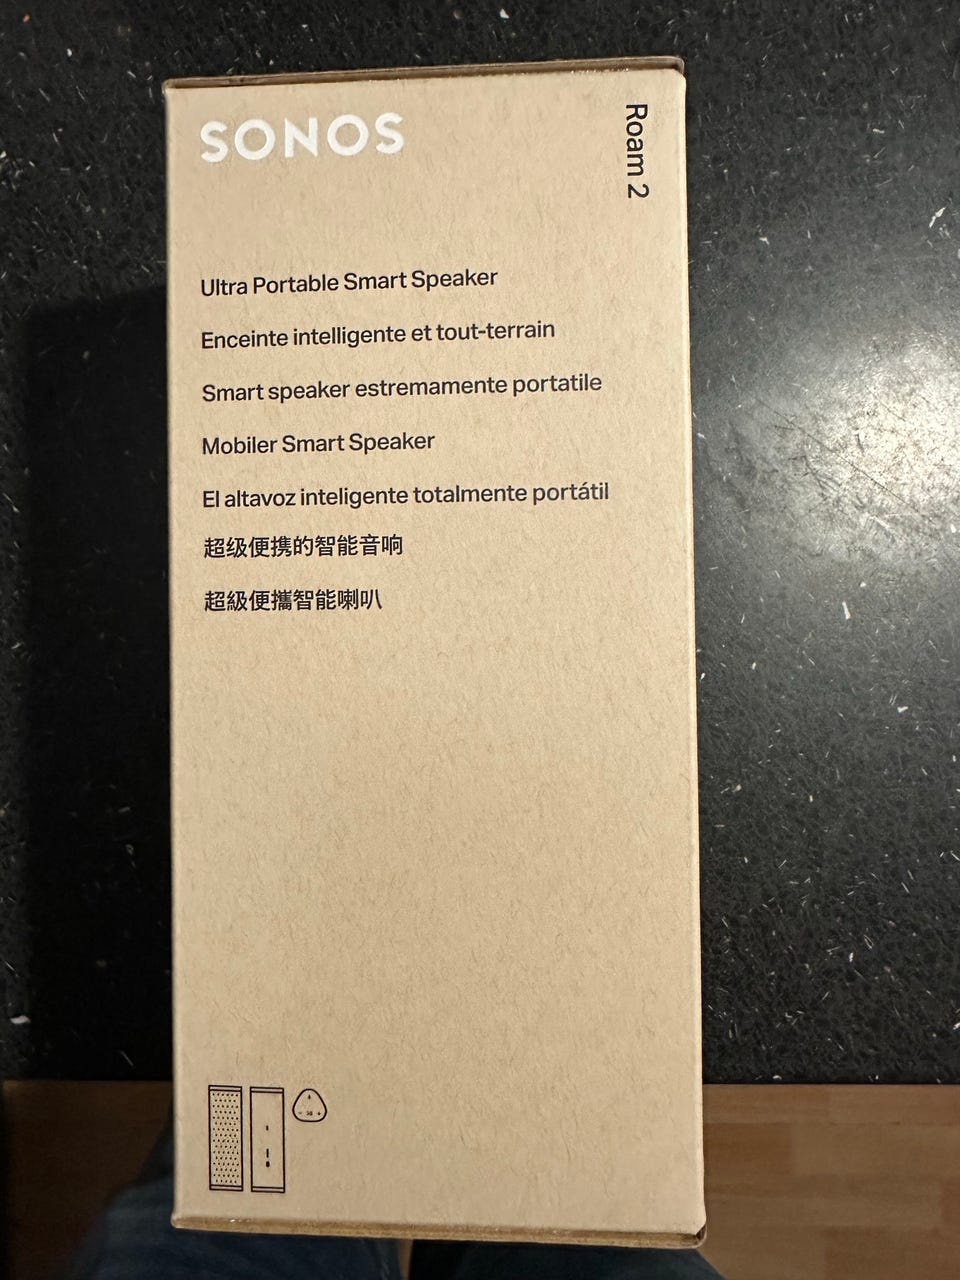 SONOS
Roam 2
Ultra Portable Smart Speaker
Enceinte intelligente et tout-terrain
Smart speaker estremamente portatile
Mobiler Smart Speaker
El altavoz inteligente totalmente portátil
超级便携的智能音响
超級便攜智能喇叭